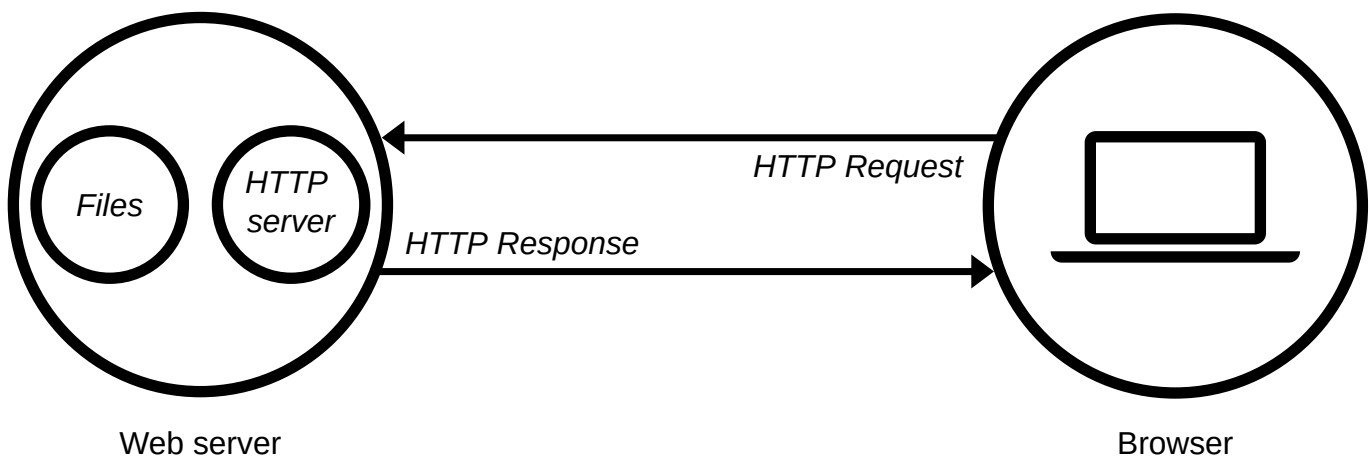 HTTP Request
Files
HTTP
server
HTTP Response
Web server
Browser